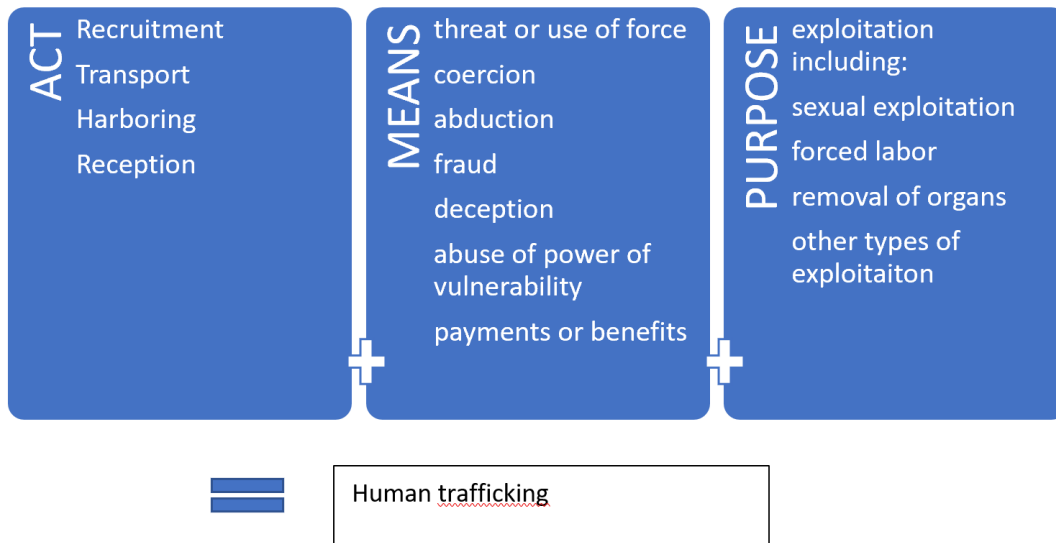 ACT
Recruitment
Transport
Harboring
Reception
MEANS
threat or use of force
coercion
abduction
fraud
deception
abuse of power of
vulnerability
payments or benefits
PURPOSE
exploitation
including:
sexual exploitation
forced labor
removal of organs
other types of
exploitaiton
Human trafficking